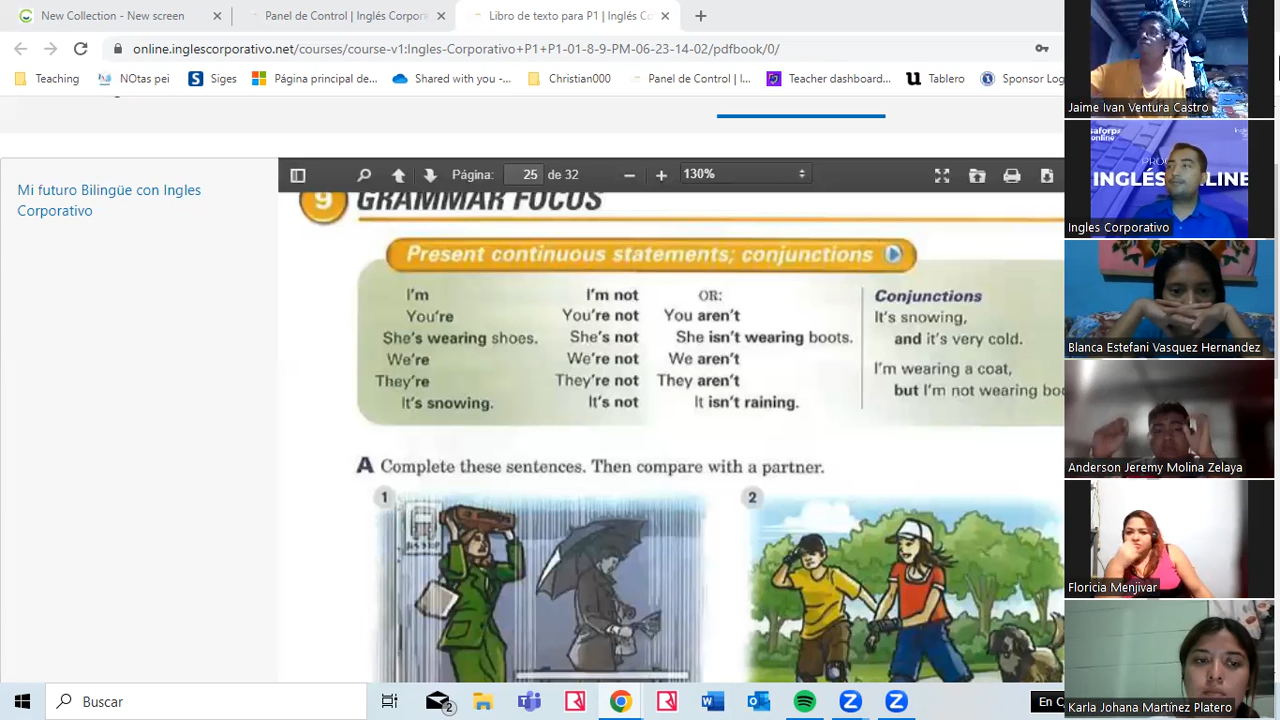 New Collection - New screen
Panel de Control | Inglés Corpor
Libro de texto para P1 | Inglés Co
online.inglescorporativo.net/courses/course-v1:Ingles-Corporativo+P1+P1-01-8-9-PM-06-23-14-02/pdfbook/0/
Teaching
NOtas pei
Siges
Página principal de...
Shared with you -...
Christian000
Panel de Control | I...
Teacher dashboard...
Tablero
Sponsor Log
Mi futuro Bilingüe con Ingles
Corporativo
Página:
25
de 32
130%
9
GRAMMAR FOCUS
Present continuous statements; conjunctions
I'm
You're
She's wearing shoes.
We're
They're
It's snowing.
I'm not
You're not
She's not
We're not
They're not
It's not
OR:
You aren't
She isn't wearing boots.
We aren't
They aren't
It isn't raining.
Conjunctions
It's snowing,
and it's very cold.
I'm wearing a coat,
but I'm not wearing boo
A Complete these sentences. Then compare with a partner.
1
2
Jaime Ivan Ventura Castro
Ingles Corporativo
Blanca Estefani Vasquez Hernandez
Anderson Jeremy Molina Zelaya
Floricia Menjivar
Karla Johana Martínez Platero
Buscar
2